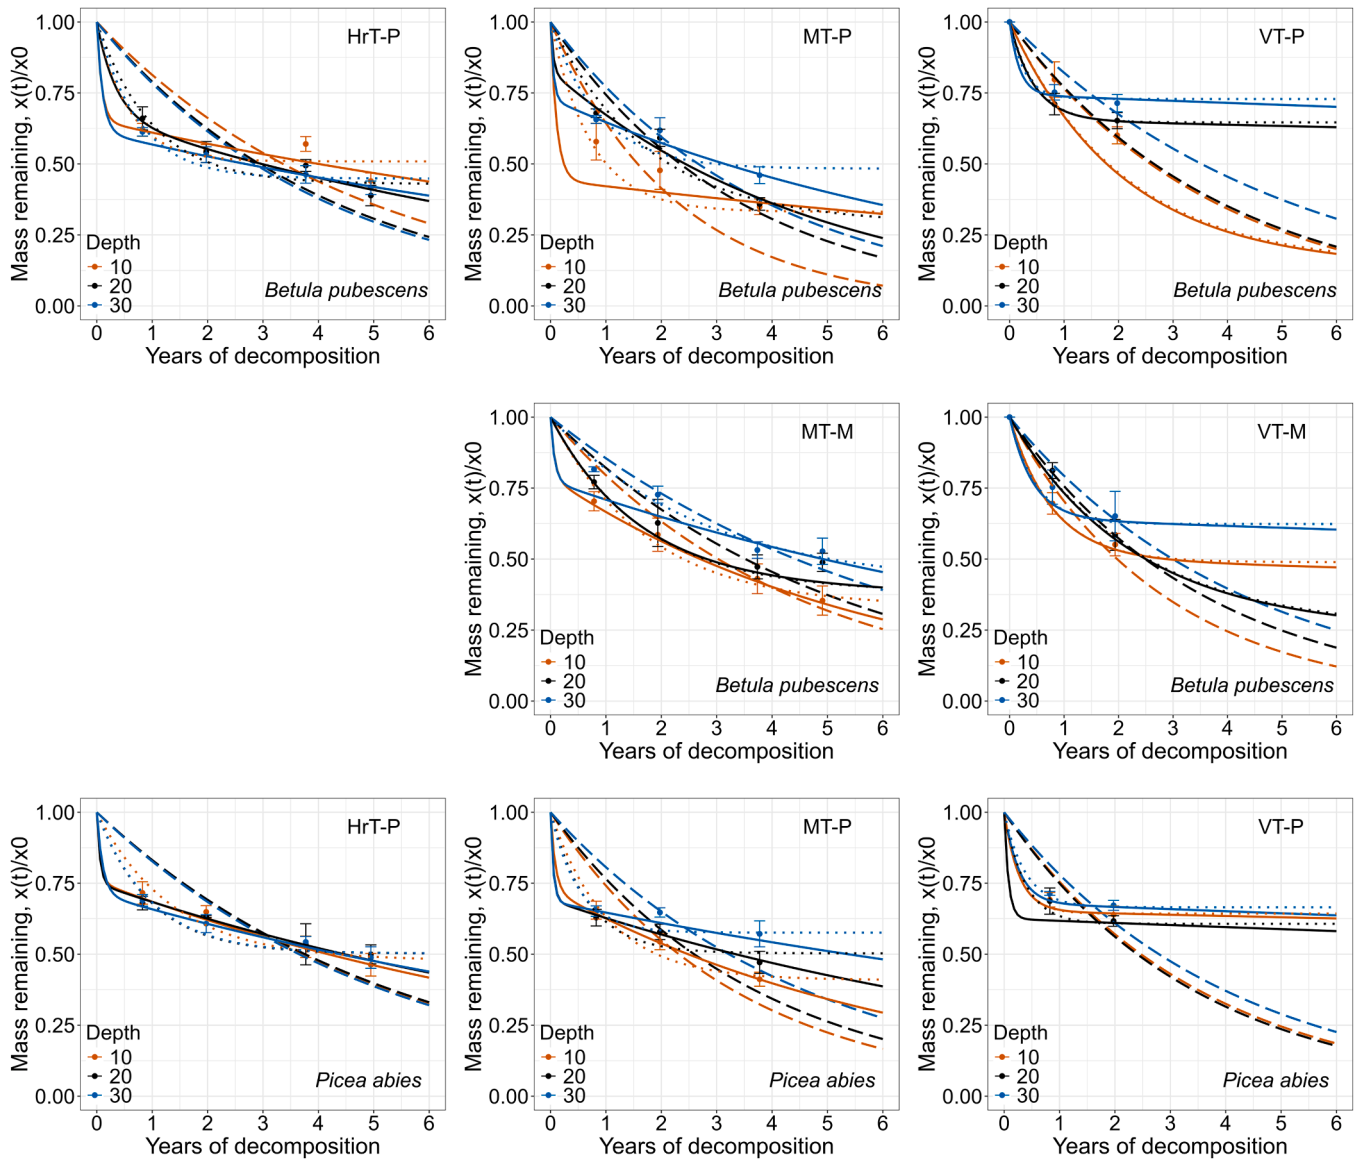 Mass remaining, x(t)/x0
1.00
0.75
0.50
0.25
0.00
HrT-P
Depth
10
20
30
Betula pubescens
0 1 2 3 4 5 6
Years of decomposition
Mass remaining, x(t)/x0
1.00
0.75
0.50
0.25
0.00
MT-P
Depth
10
20
30
Betula pubescens
0 1 2 3 4 5 6
Years of decomposition
Mass remaining, x(t)/x0
1.00
0.75
0.50
0.25
0.00
VT-P
Depth
10
20
30
Betula pubescens
0 1 2 3 4 5 6
Years of decomposition
Mass remaining, x(t)/x0
1.00
0.75
0.50
0.25
0.00
MT-M
Depth
10
20
30
Betula pubescens
0 1 2 3 4 5 6
Years of decomposition
Mass remaining, x(t)/x0
1.00
0.75
0.50
0.25
0.00
VT-M
Depth
10
20
30
Betula pubescens
0 1 2 3 4 5 6
Years of decomposition
Mass remaining, x(t)/x0
1.00
0.75
0.50
0.25
0.00
HrT-P
Depth
10
20
30
Picea abies
0 1 2 3 4 5 6
Years of decomposition
Mass remaining, x(t)/x0
1.00
0.75
0.50
0.25
0.00
MT-P
Depth
10
20
30
Picea abies
0 1 2 3 4 5 6
Years of decomposition
Mass remaining, x(t)/x0
1.00
0.75
0.50
0.25
0.00
VT-P
Depth
10
20
30
Picea abies
0 1 2 3 4 5 6
Years of decomposition